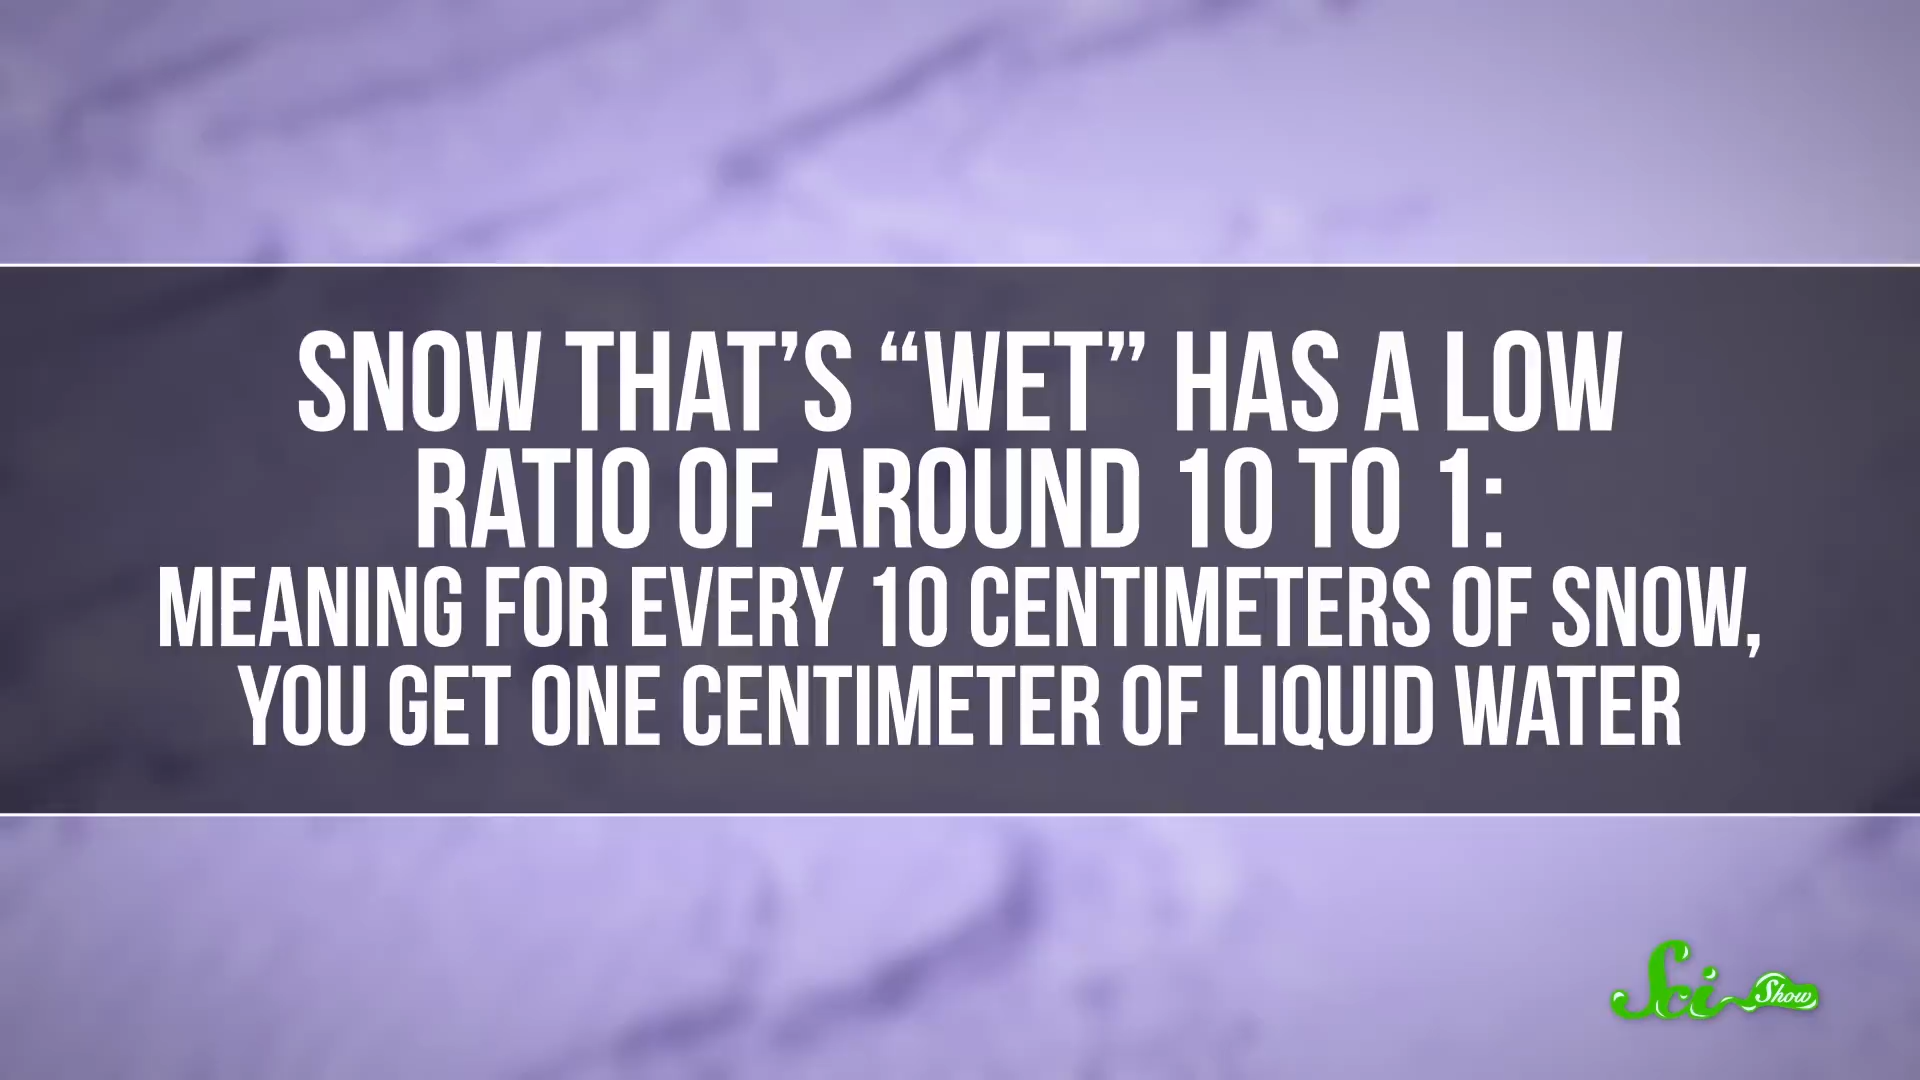 SNOW THAT’S “WET” HAS A LOW
RATIO OF AROUND 10 TO 1:
MEANING FOR EVERY 10 CENTIMETERS OF SNOW,
YOU GET ONE CENTIMETER OF LIQUID WATER
Sci Show